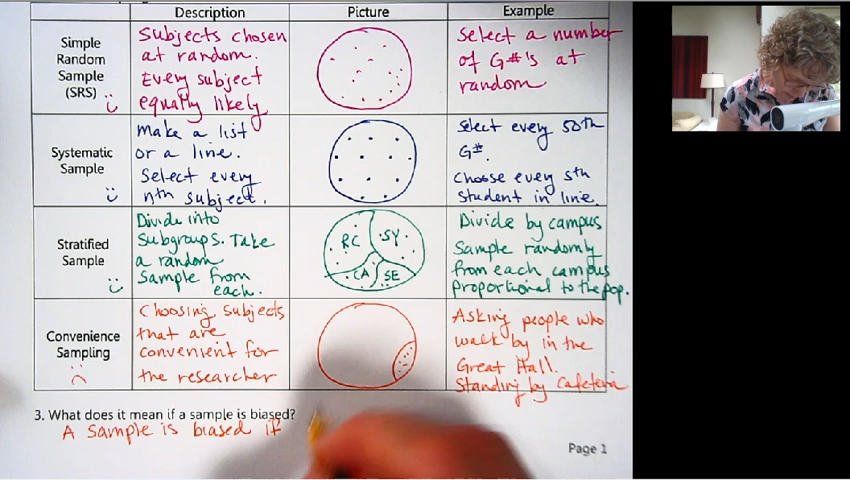 Description Picture Example
Simple
Random
Sample
(SRS)
Subjects chosen
at random.
Every subject
equally likely
Select a number
of G#'s at
random
Systematic
Sample
Make a list
or a line.
Select every
nth subject.
Select every 50th
G#.
Choose every 5th
Student in line.
Stratified
Sample
Divide into
Subgroups. Take
a random
Sample from
each.
RC SY
CA SE
Divide by campus
Sample randomly
from each campus
proportional to the pop.
Convenience
Sampling
Choosing subjects
that are
convenient for
the researcher
Asking people who
walk by in the
Great Hall.
Standing by Cafeteria
3. What does it mean if a sample is biased?
A Sample is biased if
Page 1